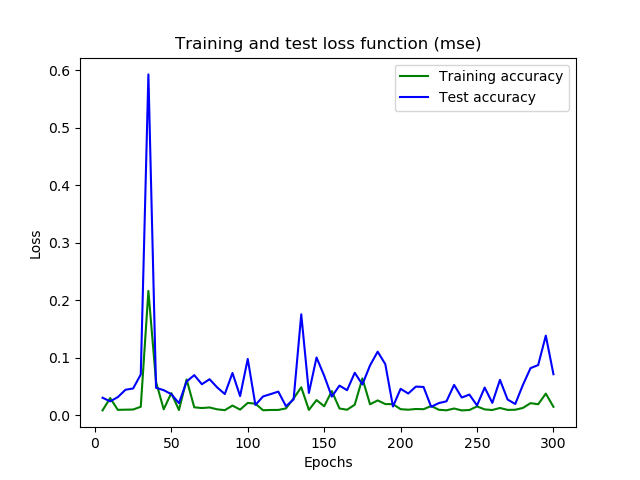 Training and test loss function (mse)
Training accuracy
Test accuracy
0.6
0.5
0.4
0.3
0.2
0.1
0.0
Loss
0 50 100 150 200 250 300
Epochs